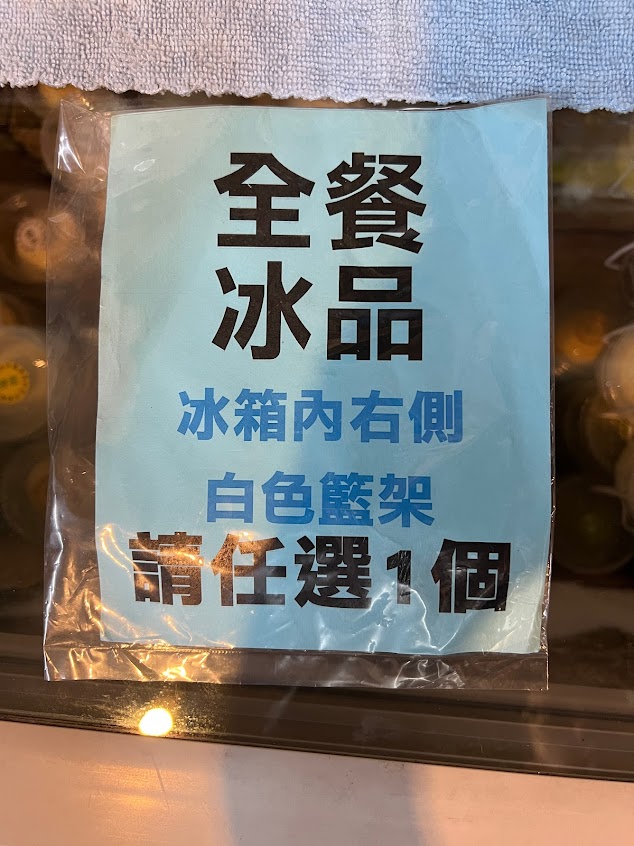 全餐
冰品
冰箱內右側
白色籃架
請任選1個